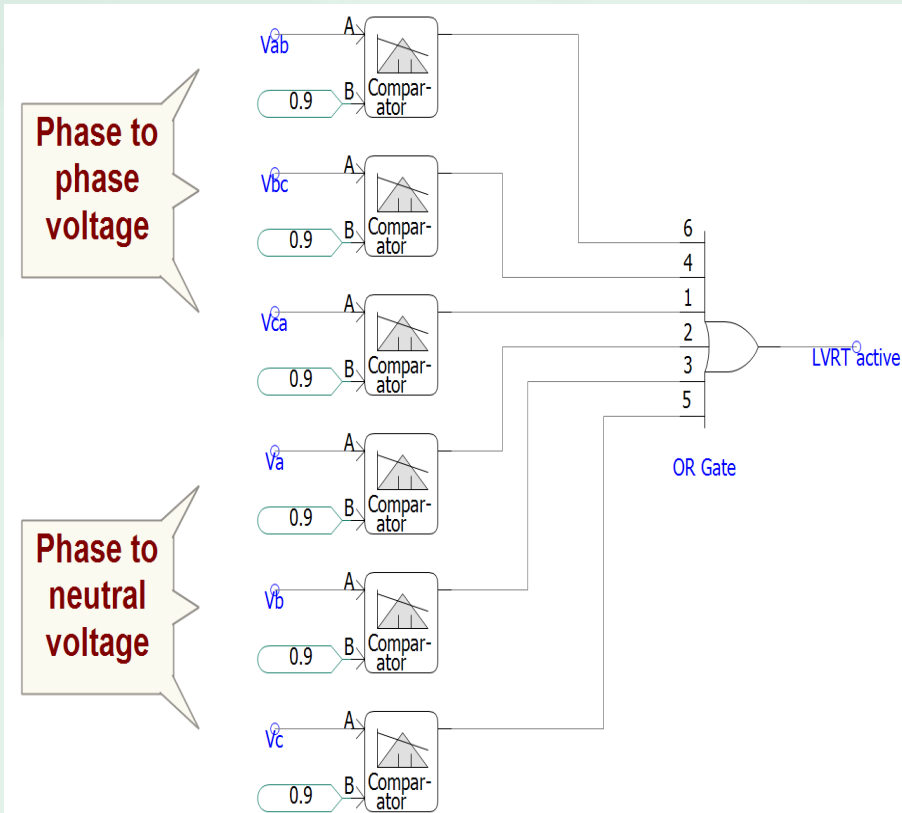 Phase to
phase
voltage
Phase to
neutral
voltage
Vab
A
0.9
B
Compar-
ator
Vbc
A
0.9
B
Compar-
ator
Vca
A
0.9
B
Compar-
ator
Va
A
0.9
B
Compar-
ator
Vb
A
0.9
B
Compar-
ator
Vc
A
0.9
B
Compar-
ator
6
4
1
2
3
5
LVRT active
OR Gate